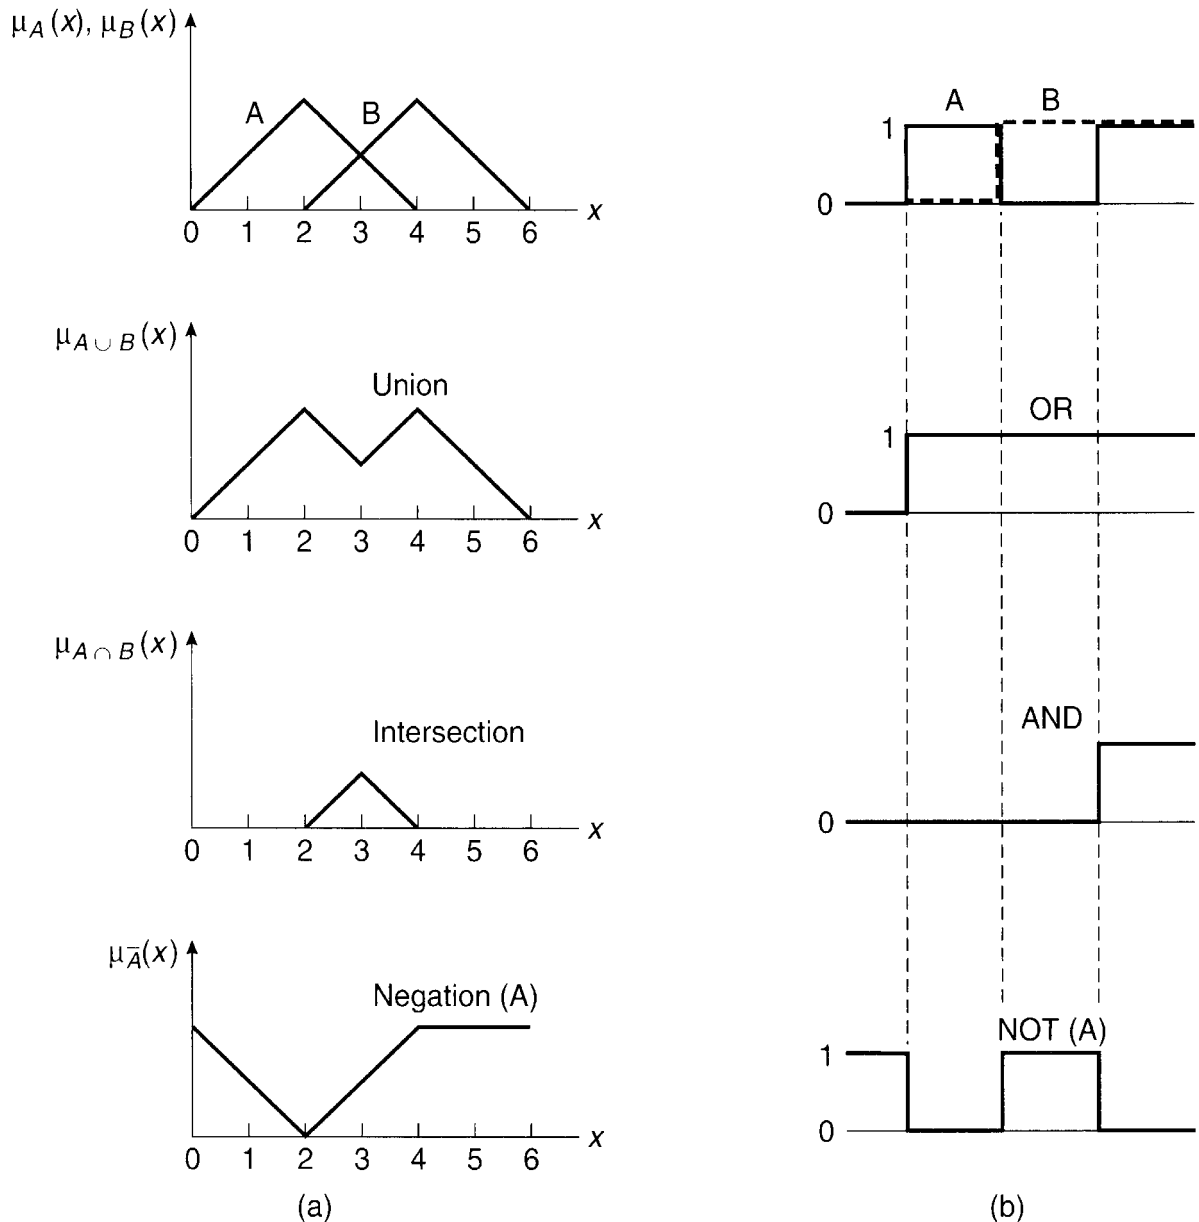 μA(x), μB(x)
A
B
x
0 1 2 3 4 5 6
A
B
1
0
μA ∪ B(x)
Union
x
0 1 2 3 4 5 6
OR
1
0
μA ∩ B(x)
Intersection
x
0 1 2 3 4 5 6
AND
0
μA̅(x)
Negation (A)
x
0 1 2 3 4 5 6
NOT (A)
1
0
(a)
(b)